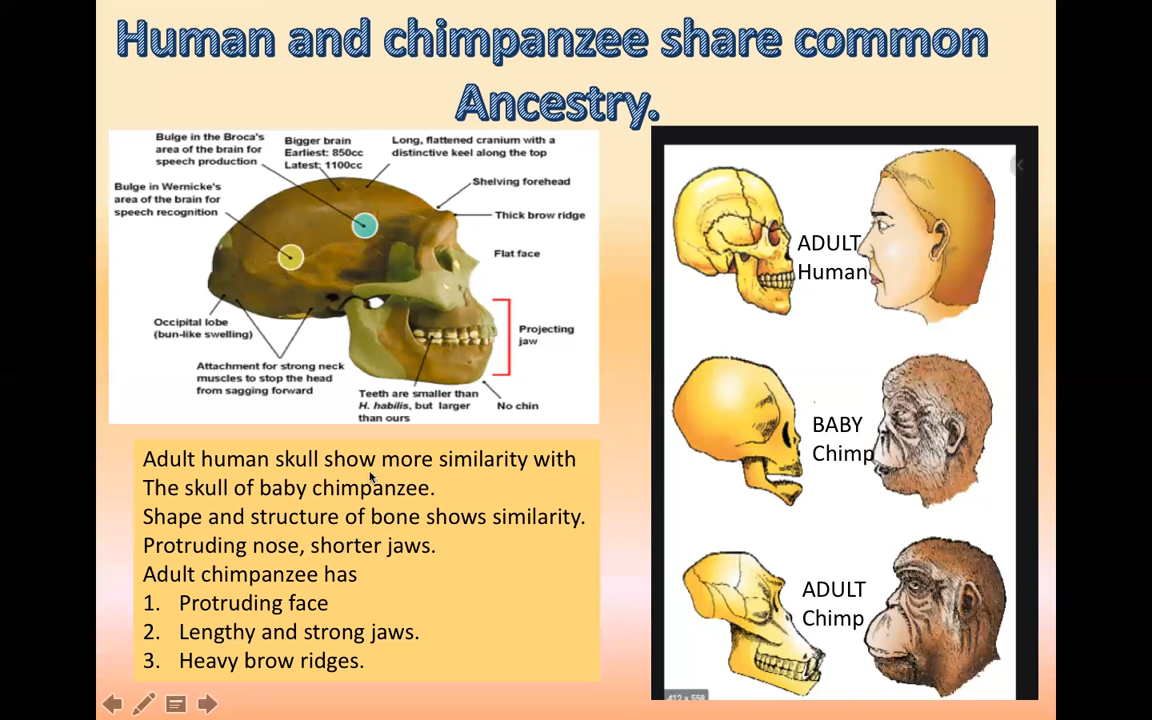 Human and chimpanzee share common
Ancestry.
Bulge in the Broca's
area of the brain for
speech production
Bigger brain
Earliest: 850cc
Latest: 1100cc
Long, flattened cranium with a
distinctive keel along the top
Bulge in Wernicke's
area of the brain for
speech recognition
Shelving forehead
Thick brow ridge
Flat face
Projecting
jaw
Occipital lobe
(bun-like swelling)
Attachment for strong neck
muscles to stop the head
from sagging forward
Teeth are smaller than
H. habilis, but larger
than ours
No chin
ADULT
Human
BABY
Chimp
ADULT
Chimp
412 x 559
Adult human skull show more similarity with
The skull of baby chimpanzee.
Shape and structure of bone shows similarity.
Protruding nose, shorter jaws.
Adult chimpanzee has
1. Protruding face
2. Lengthy and strong jaws.
3. Heavy brow ridges.